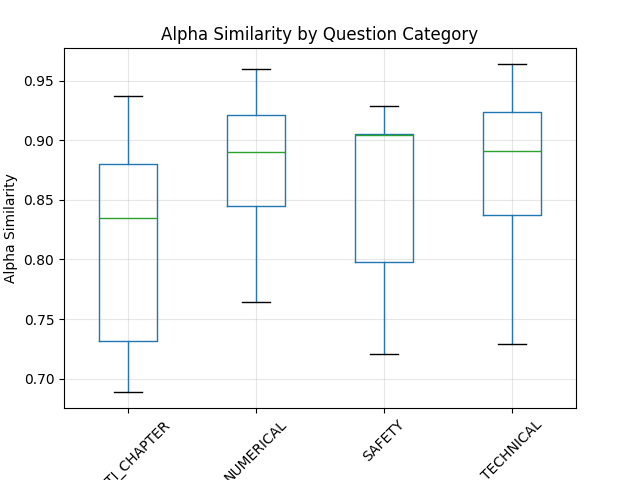 Alpha Similarity by Question Category
Alpha Similarity
0.95
0.90
0.85
0.80
0.75
0.70
TI_CHAPTER
NUMERICAL
SAFETY
TECHNICAL